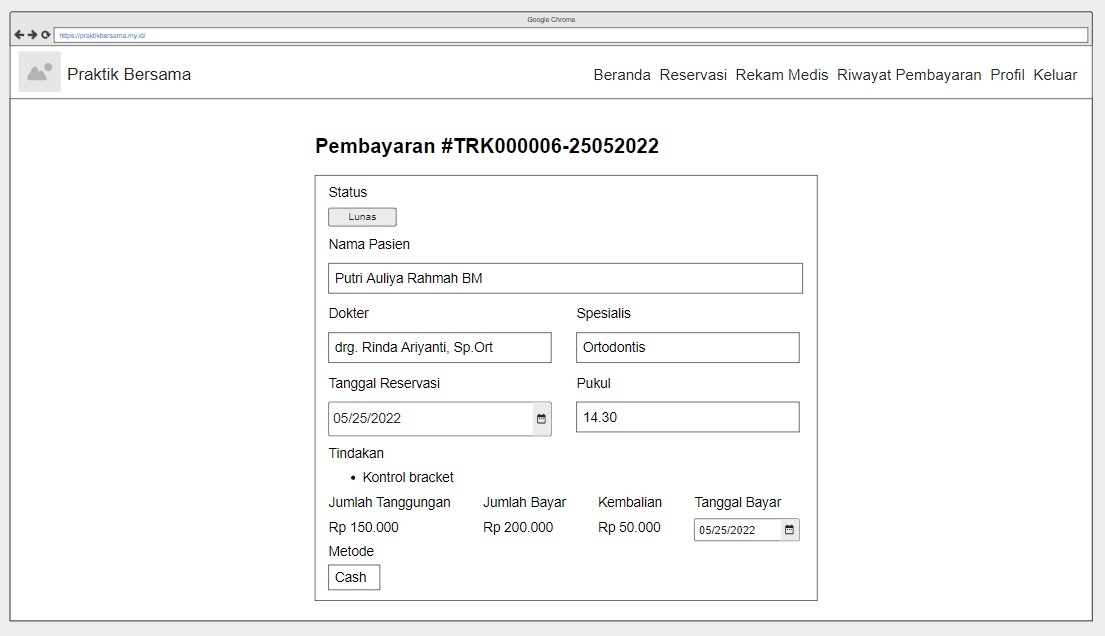 Google Chrome
https://praktikbersama.my.id/
Praktik Bersama
Beranda Reservasi Rekam Medis Riwayat Pembayaran Profil Keluar
Pembayaran #TRK000006-25052022
Status
Lunas
Nama Pasien
Putri Auliya Rahmah BM
Dokter Spesialis
drg. Rinda Ariyanti, Sp.Ort Ortodontis
Tanggal Reservasi Pukul
05/25/2022 14.30
Tindakan
• Kontrol bracket
Jumlah Tanggungan Jumlah Bayar Kembalian Tanggal Bayar
Rp 150.000 Rp 200.000 Rp 50.000 05/25/2022
Metode
Cash